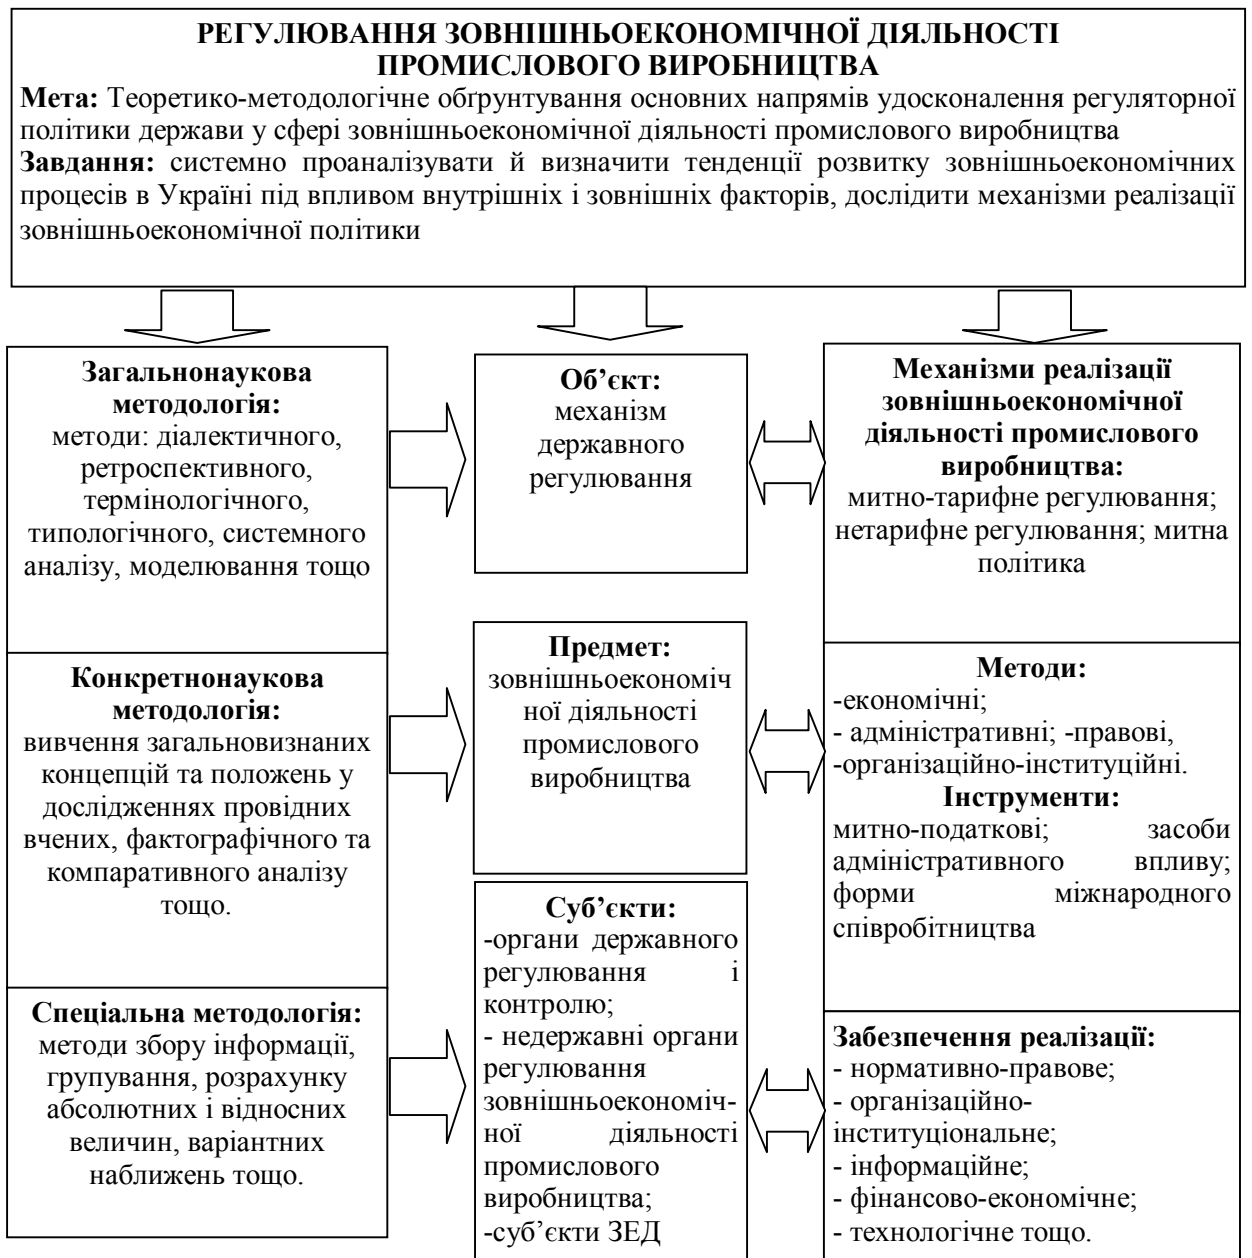 РЕГУЛЮВАННЯ ЗОВНІШНЬОЕКОНОМІЧНОЇ ДІЯЛЬНОСТІ
ПРОМИСЛОВОГО ВИРОБНИЦТВА
Мета: Теоретико-методологічне обґрунтування основних напрямів удосконалення регуляторної
політики держави у сфері зовнішньоекономічної діяльності промислового виробництва
Завдання: системно проаналізувати й визначити тенденції розвитку зовнішньоекономічних
процесів в Україні під впливом внутрішніх і зовнішніх факторів, дослідити механізми реалізації
зовнішньоекономічної політики
Загальнонаукова
методологія:
методи: діалектичного,
ретроспективного,
термінологічного,
типологічного, системного
аналізу, моделювання тощо
Конкретнонаукова
методологія:
вивчення загальновизнаних
концепцій та положень у
дослідженнях провідних
вчених, фактографічного та
компаративного аналізу
тощо.
Спеціальна методологія:
методи збору інформації,
групування, розрахунку
абсолютних і відносних
величин, варіантних
наближень тощо.
Об’єкт:
механізм
державного
регулювання
Предмет:
зовнішньоекономіч
ної діяльності
промислового
виробництва
Суб’єкти:
-органи державного
регулювання і
контролю;
- недержавні органи
регулювання
зовнішньоекономіч-
ної діяльності
промислового
виробництва;
-суб’єкти ЗЕД
Механізми реалізації
зовнішньоекономічної
діяльності промислового
виробництва:
митно-тарифне регулювання;
нетарифне регулювання; митна
політика
Методи:
-економічні;
- адміністративні; -правові,
-організаційно-інституційні.
Інструменти:
митно-податкові; засоби
адміністративного впливу;
форми міжнародного
співробітництва
Забезпечення реалізації:
- нормативно-правове;
- організаційно-
інституціональне;
- інформаційне;
- фінансово-економічне;
- технологічне тощо.